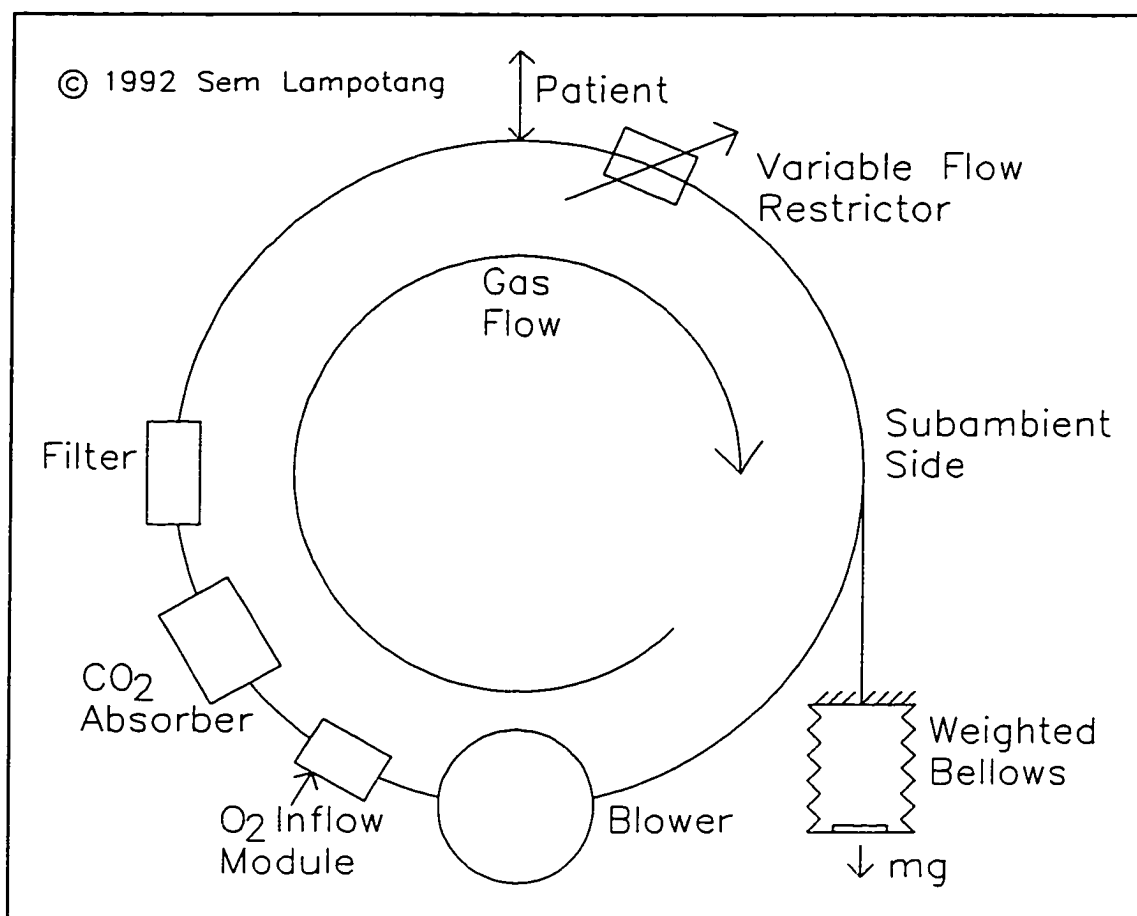 © 1992 Sem Lampotang
Patient
Variable Flow
Restrictor
Gas
Flow
Subambient
Side
Filter
CO2
Absorber
Weighted
Bellows
O2 Inflow
Module
Blower
mg